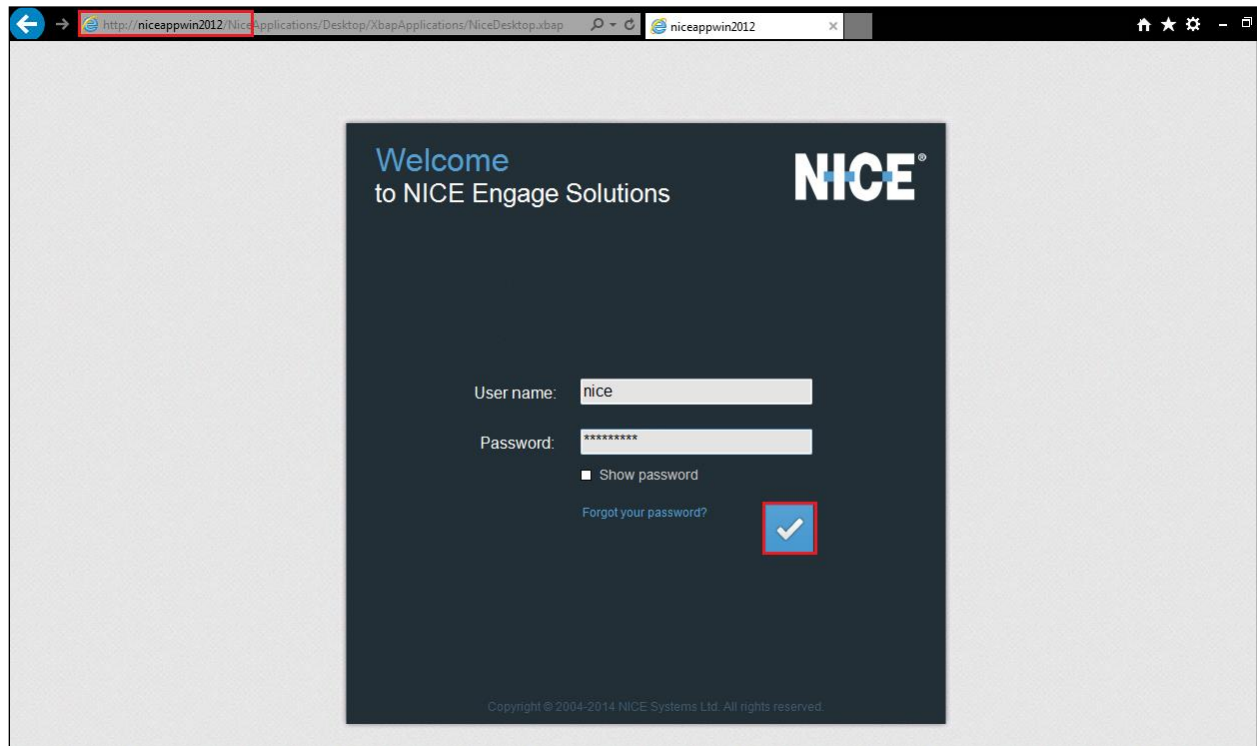 http://niceappwin2012/NiceApplications/Desktop/XbapApplications/NiceDesktop.xbap
niceappwin2012
Welcome
to NICE Engage Solutions
NICE®
User name: nice
Password: *********
Show password
Forgot your password?
Copyright © 2004-2014 NICE Systems Ltd. All rights reserved.